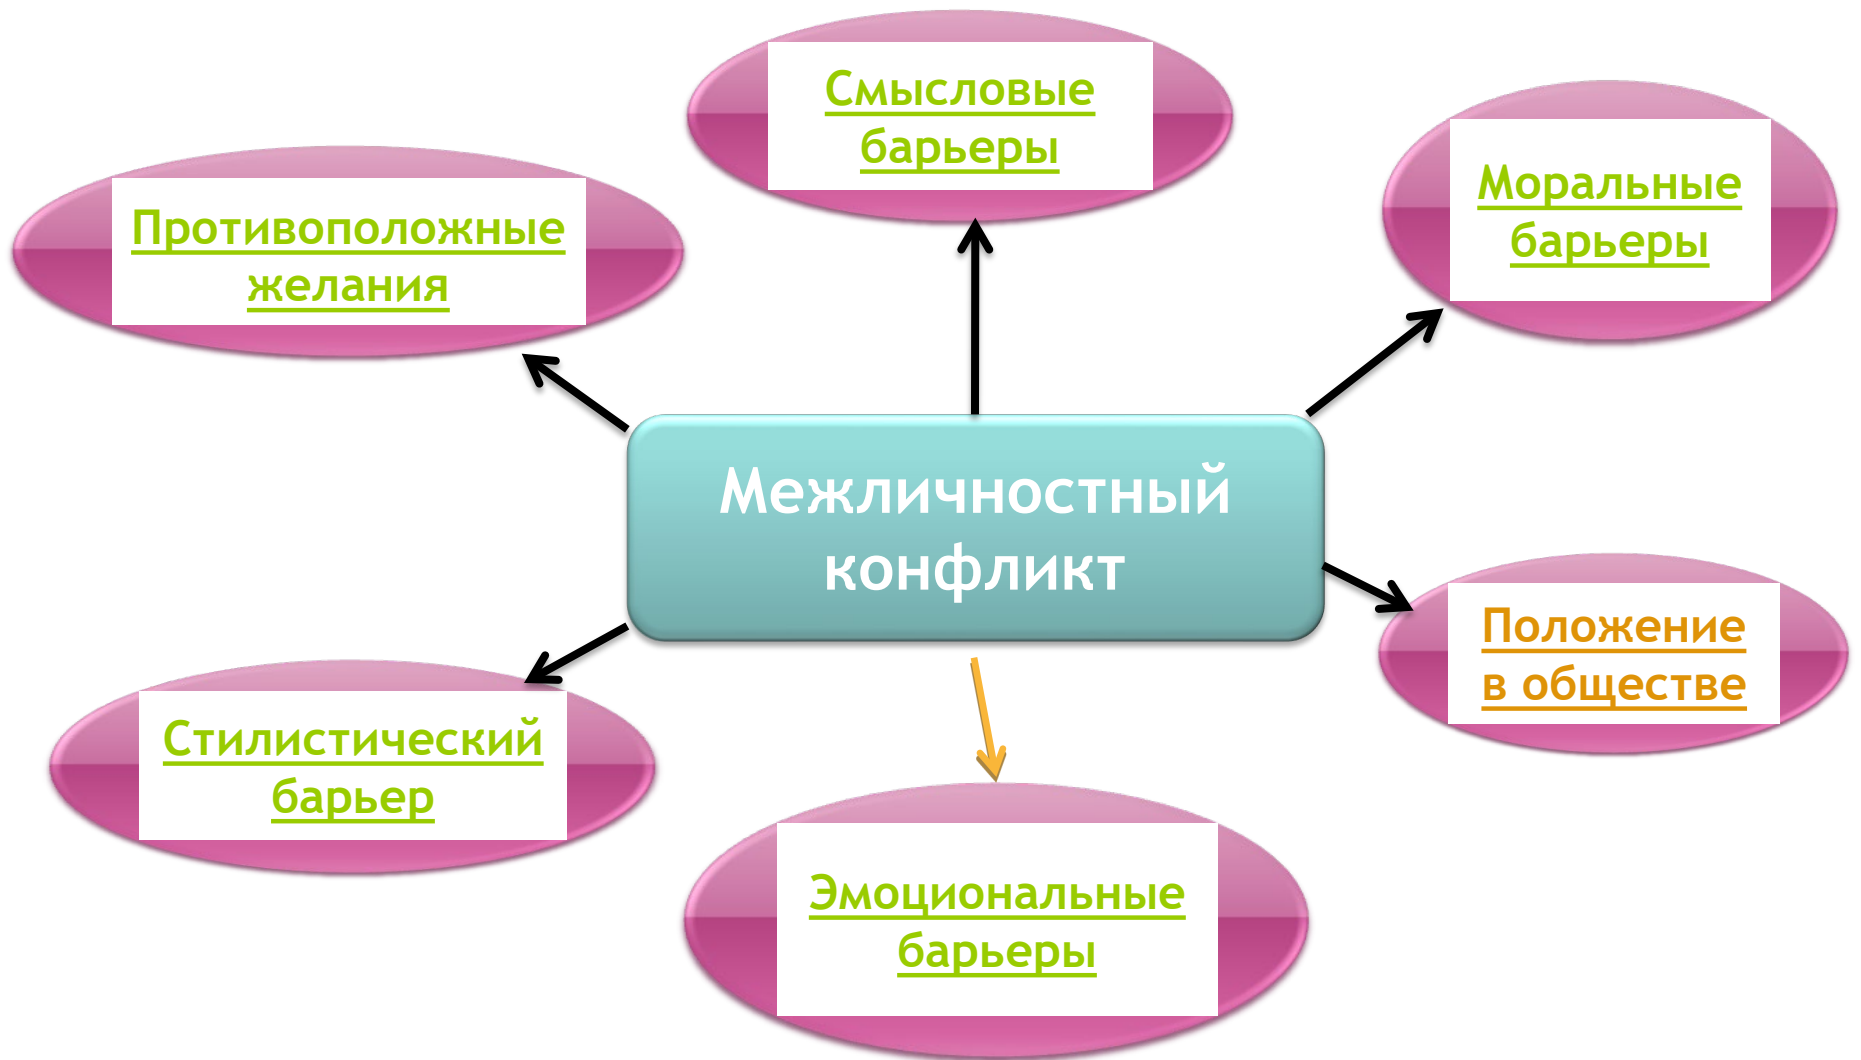 Смысловые
барьеры
Моральные
барьеры
Противоположные
желания
Межличностный
конфликт
Положение
в обществе
Стилистический
барьер
Эмоциональные
барьеры